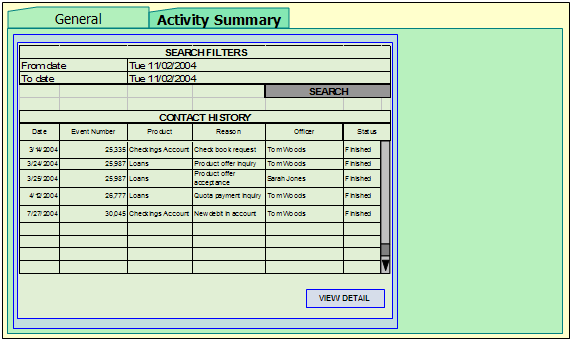 General Activity Summary
SEARCH FILTERS
From date Tue 11/02/2004
To date Tue 11/02/2004
SEARCH
CONTACT HISTORY
Date Event Number Product Reason Officer Status
3/14/2004 25,335 Checkings Account Check book request Tom Woods Finished
3/24/2004 25,987 Loans Product offer inquiry Tom Woods Finished
3/25/2004 25,987 Loans Product offer acceptance Sarah Jones Finished
4/12/2004 26,777 Loans Quota payment inquiry Tom Woods Finished
7/27/2004 30,045 Checkings Account New debit in account Tom Woods Finished
VIEW DETAIL